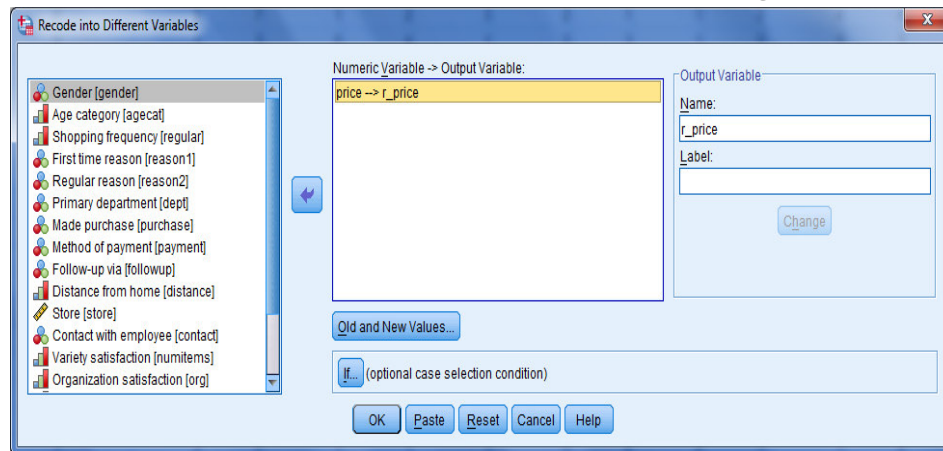 Recode into Different Variables
X
Gender [gender]
Age category [agecat]
Shopping frequency [regular]
First time reason [reason1]
Regular reason [reason2]
Primary department [dept]
Made purchase [purchase]
Method of payment [payment]
Follow-up via [followup]
Distance from home [distance]
Store [store]
Contact with employee [contact]
Variety satisfaction [numitems]
Organization satisfaction [org]
Numeric Variable -> Output Variable:
price --> r_price
Old and New Values...
If... (optional case selection condition)
Output Variable
Name:
r_price
Label:
Change
OK Paste Reset Cancel Help